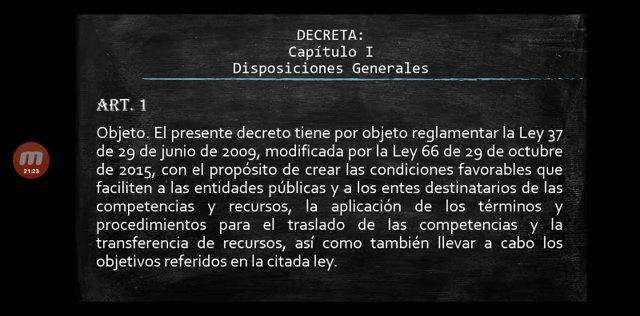 DECRETA:
Capítulo I
Disposiciones Generales
ART. 1
Objeto. El presente decreto tiene por objeto reglamentar la Ley 37
de 29 de junio de 2009, modificada por la Ley 66 de 29 de octubre
de 2015, con el propósito de crear las condiciones favorables que
faciliten a las entidades públicas y a los entes destinatarios de las
competencias y recursos, la aplicación de los términos y
procedimientos para el traslado de las competencias y la
transferencia de recursos, así como también llevar a cabo los
objetivos referidos en la citada ley.
21:23